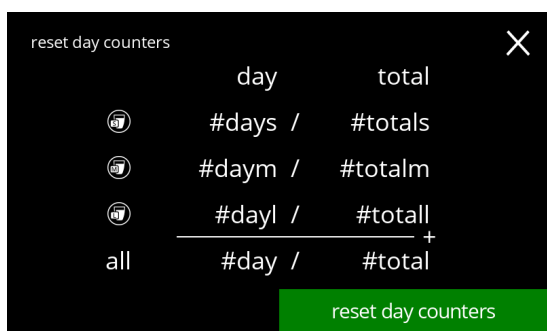 reset day counters
day total
S #days / #totals
M #daym / #totalm
L #dayl / #totall
+
all #day / #total
reset day counters